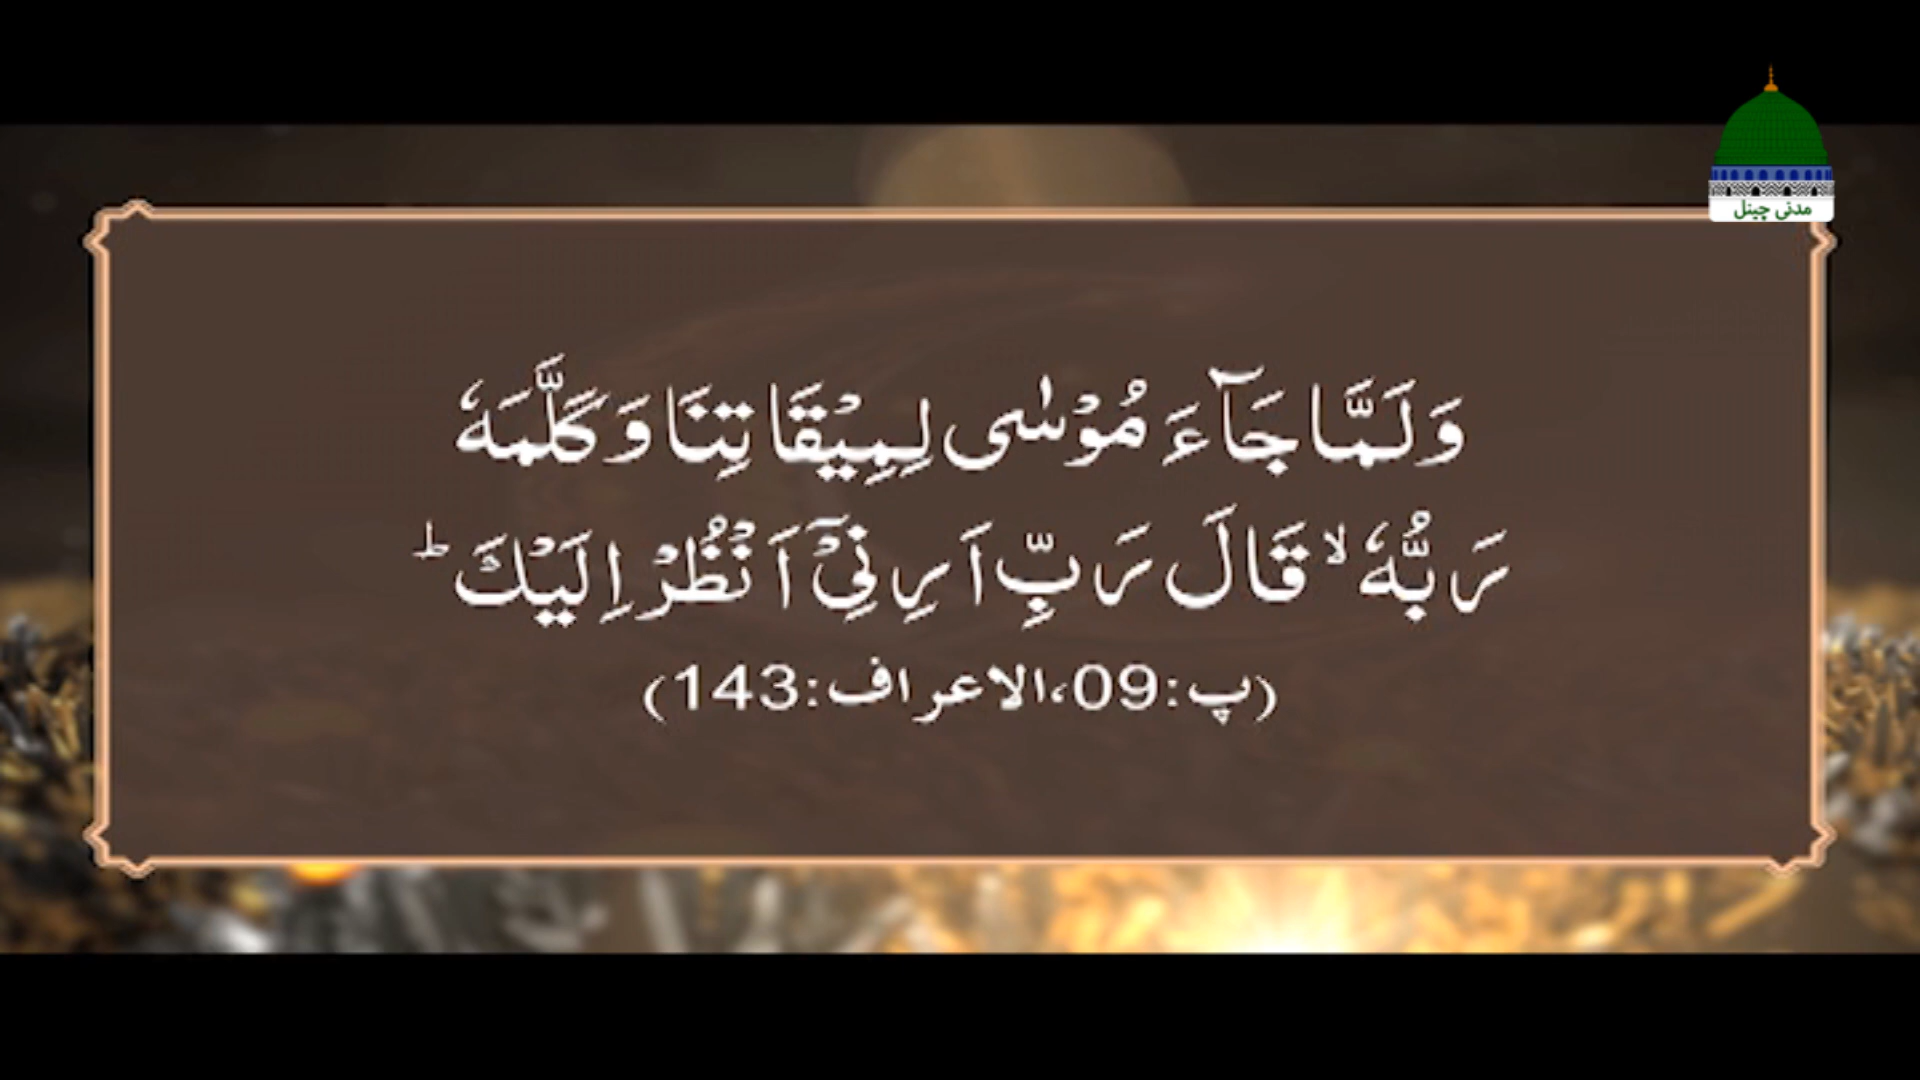 مدنی چینل
وَلَمَّا جَآءَ مُوْسٰى لِمِیْقَاتِنَا وَكَلَّمَهٗ
رَبُّهٗۙ قَالَ رَبِّ اَرِنِیْۤ اَنْظُرْ اِلَیْكَؕ
(پ:09،الاعراف:143)